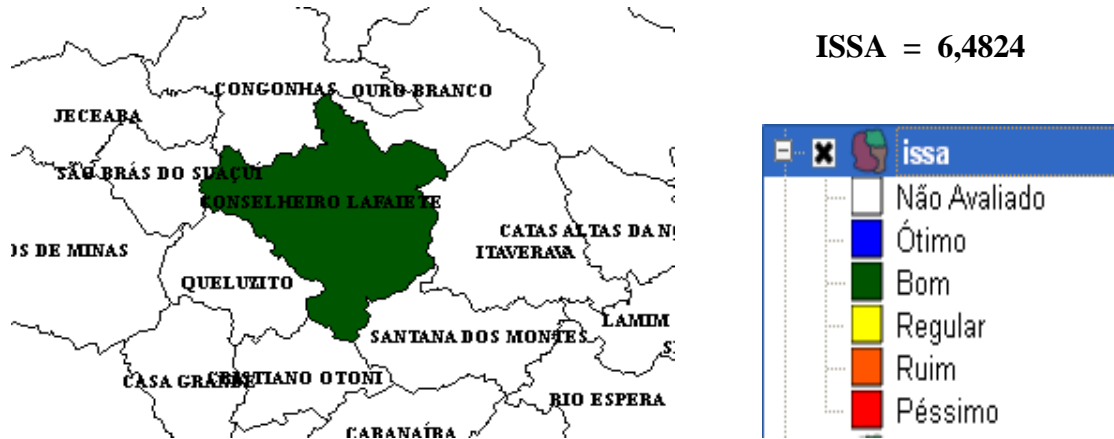 ISSA = 6,4824
CONGONHAS OURO BRANCO
JECEABA
SÃO BRÁS DO SUAÇUÍ
CONSELHEIRO LAFAIETE
CATAS ALTAS DA NO
OS DE MINAS
ITAVERAVA
QUELUZITO
LAMIM
SANTANA DOS MONTES
S
CASA GRANDE
CRISTIANO OTONI
RIO ESPERA
CARANAÍBA
issa
Não Avaliado
Ótimo
Bom
Regular
Ruim
Péssimo